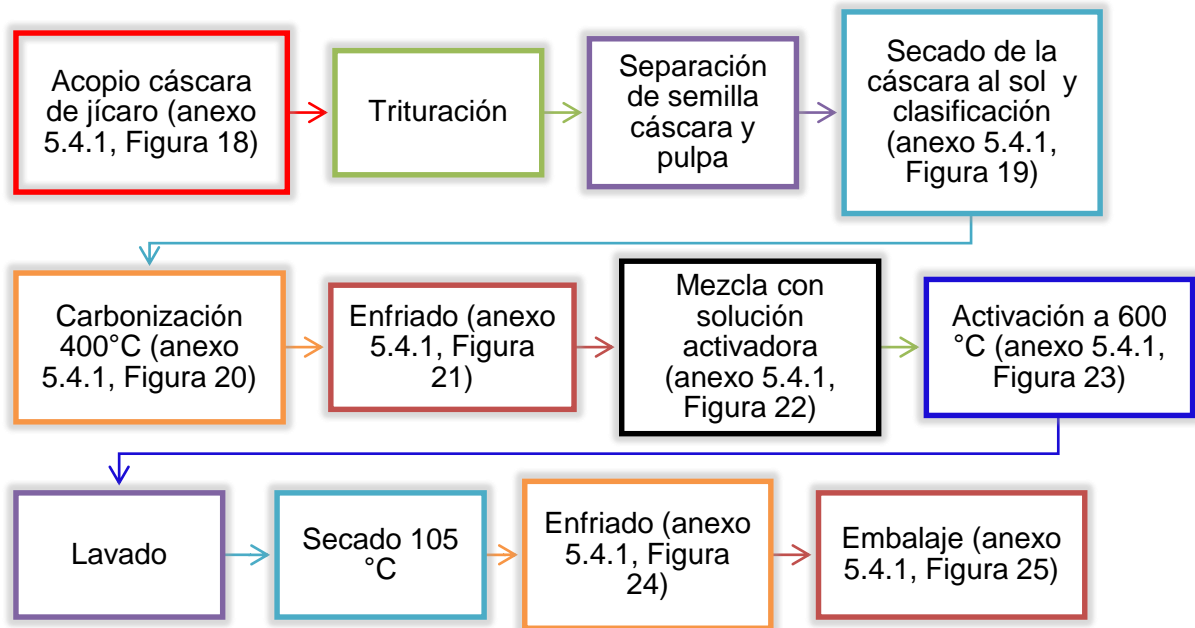 Acopio cáscara
de jícaro (anexo
5.4.1, Figura 18)
Trituración
Separación
de semilla
cáscara y
pulpa
Secado de la
cáscara al sol y
clasificación
(anexo 5.4.1,
Figura 19)
Carbonización
400°C (anexo
5.4.1, Figura 20)
Enfriado (anexo
5.4.1, Figura
21)
Mezcla con
solución
activadora
(anexo 5.4.1,
Figura 22)
Activación a 600
°C (anexo 5.4.1,
Figura 23)
Lavado
Secado 105
°C
Enfriado (anexo
5.4.1, Figura
24)
Embalaje (anexo
5.4.1, Figura 25)